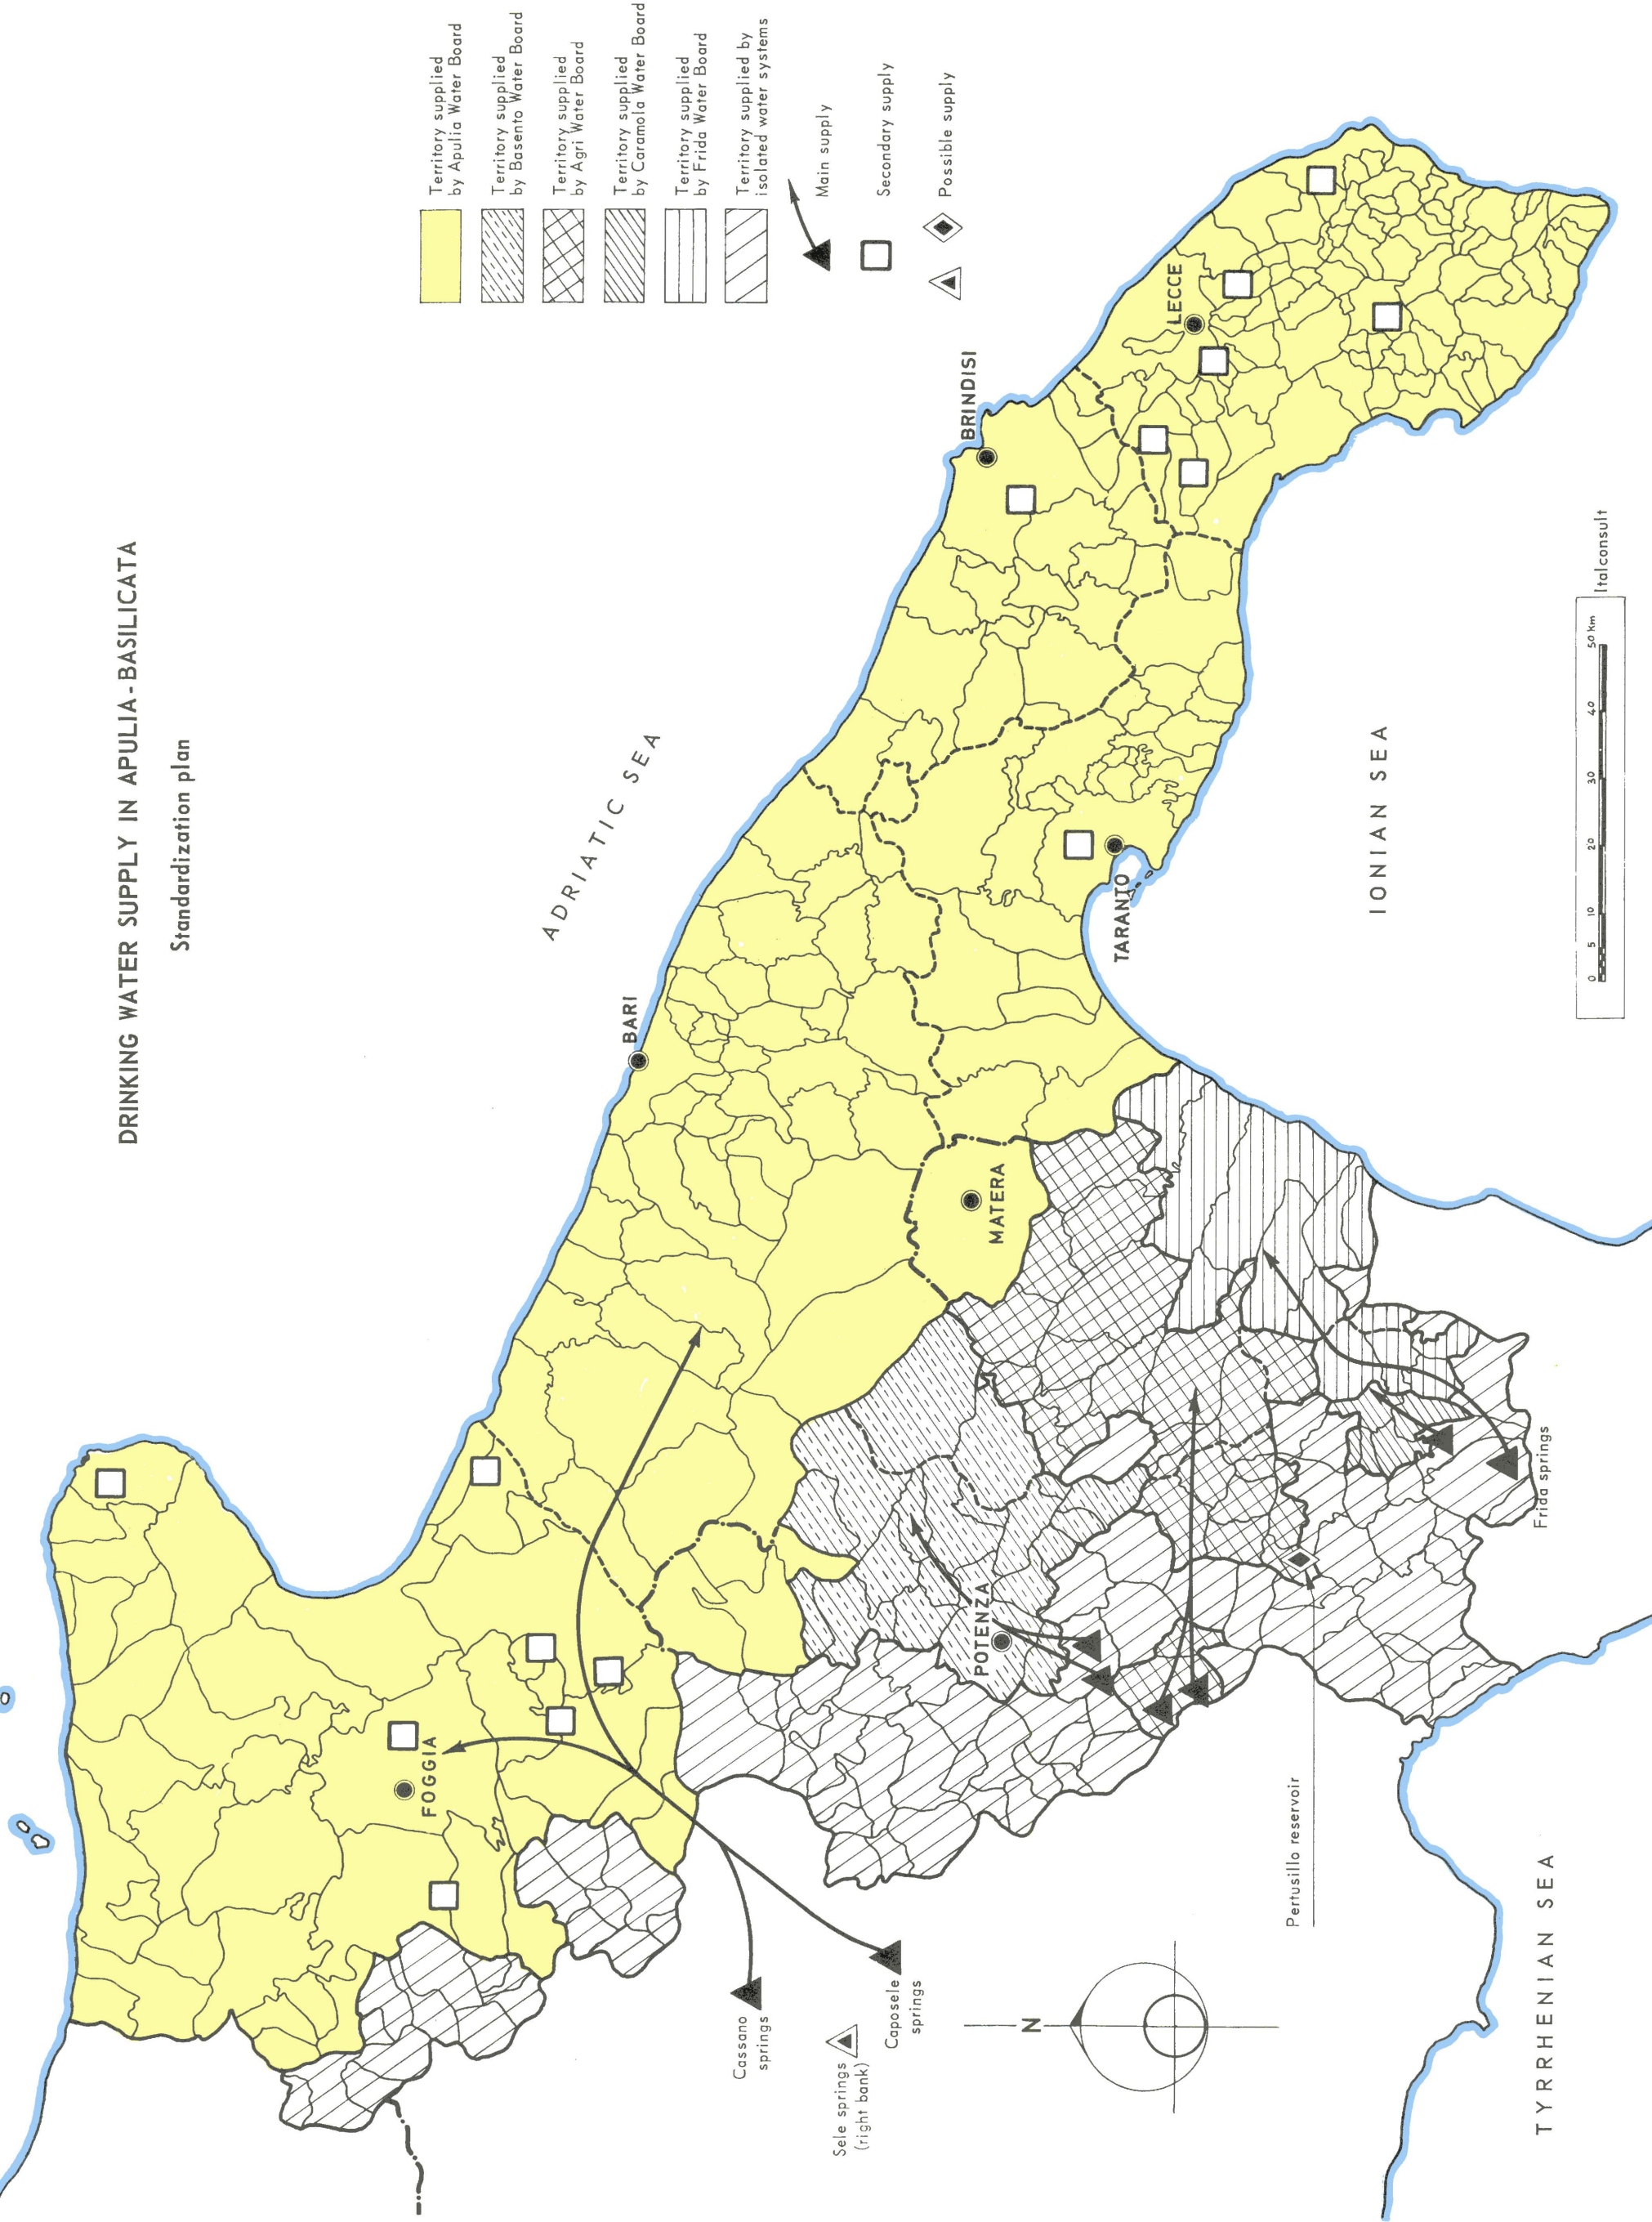 DRINKING WATER SUPPLY IN APULIA-BASILICATA
Standardization plan
Territory supplied
by Apulia Water Board
Territory supplied
by Basento Water Board
Territory supplied
by Agri Water Board
Territory supplied
by Caramola Water Board
Territory supplied
by Frida Water Board
Territory supplied by
isolated water systems
Main supply
Secondary supply
Possible supply
ADRIATIC SEA
FOGGIA
BARI
BRINDISI
LECCE
MATERA
TARANTO
POTENZA
Cassano
springs
Sele springs
(right bank)
Caposele
springs
N
Pertusillo reservoir
Frida springs
IONIAN SEA
TYRRHENIAN SEA
0 5 10 20 30 40 50 km
Italconsult